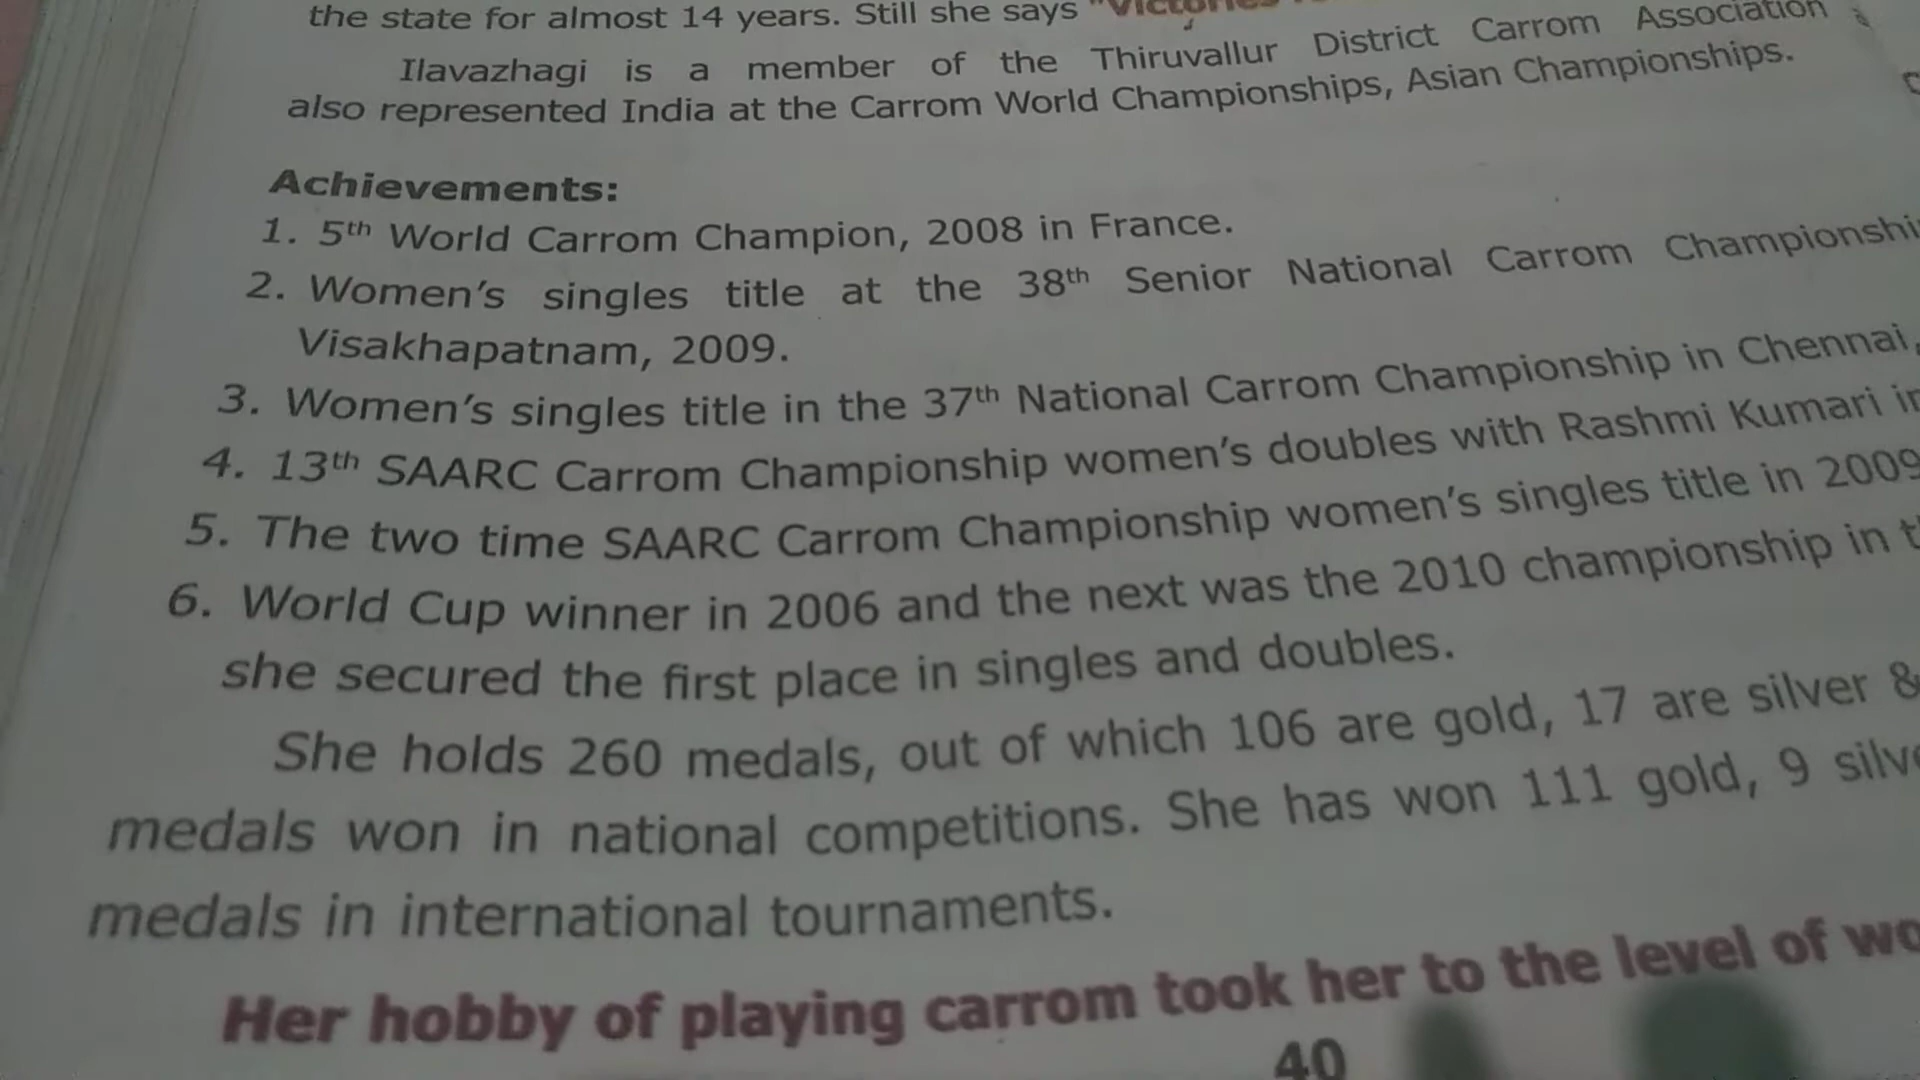 the state for almost 14 years. Still she says "Victories
Ilavazhagi is a member of the Thiruvallur District Carrom Association
also represented India at the Carrom World Championships, Asian Championships.
Achievements:
1. 5th World Carrom Champion, 2008 in France.
2. Women's singles title at the 38th Senior National Carrom Championshi
Visakhapatnam, 2009.
3. Women's singles title in the 37th National Carrom Championship in Chennai,
4. 13th SAARC Carrom Championship women's doubles with Rashmi Kumari in
5. The two time SAARC Carrom Championship women's singles title in 2009
6. World Cup winner in 2006 and the next was the 2010 championship in
she secured the first place in singles and doubles.
She holds 260 medals, out of which 106 are gold, 17 are silver &
medals won in national competitions. She has won 111 gold, 9 silv
medals in international tournaments.
Her hobby of playing carrom took her to the level of wo
40